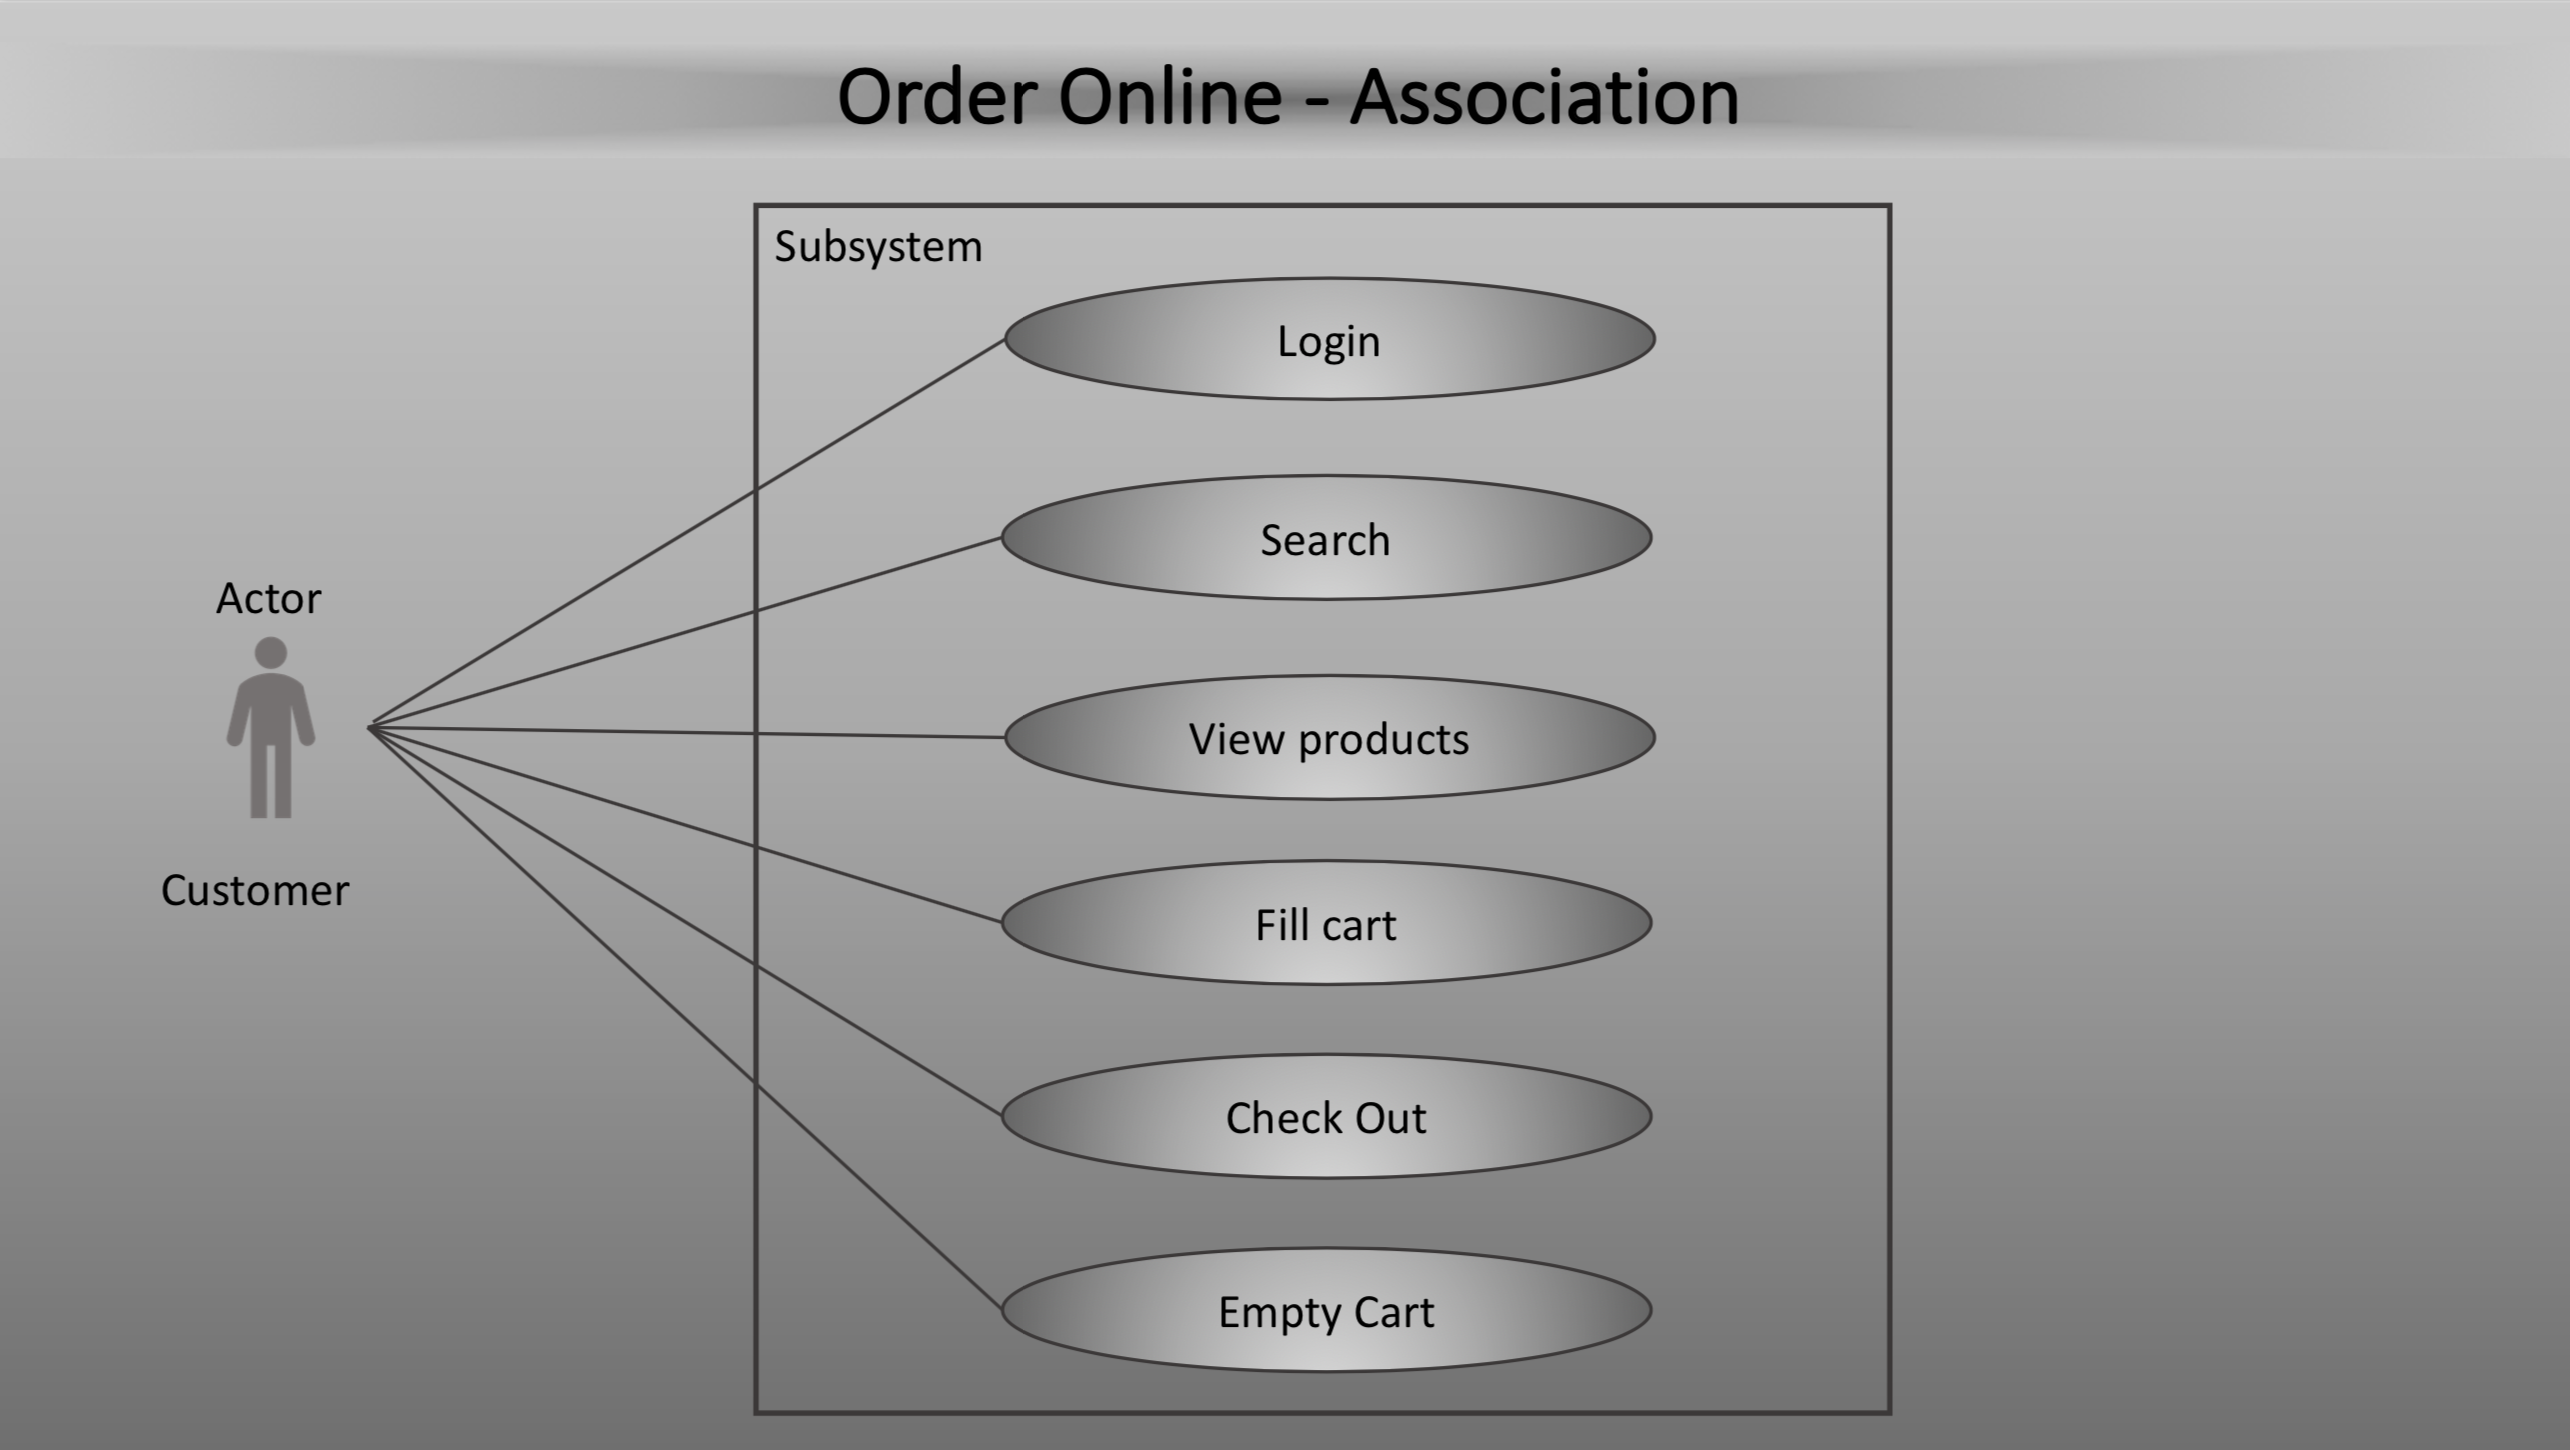 Order Online - Association
Subsystem
Login
Search
Actor
View products
Customer
Fill cart
Check Out
Empty Cart